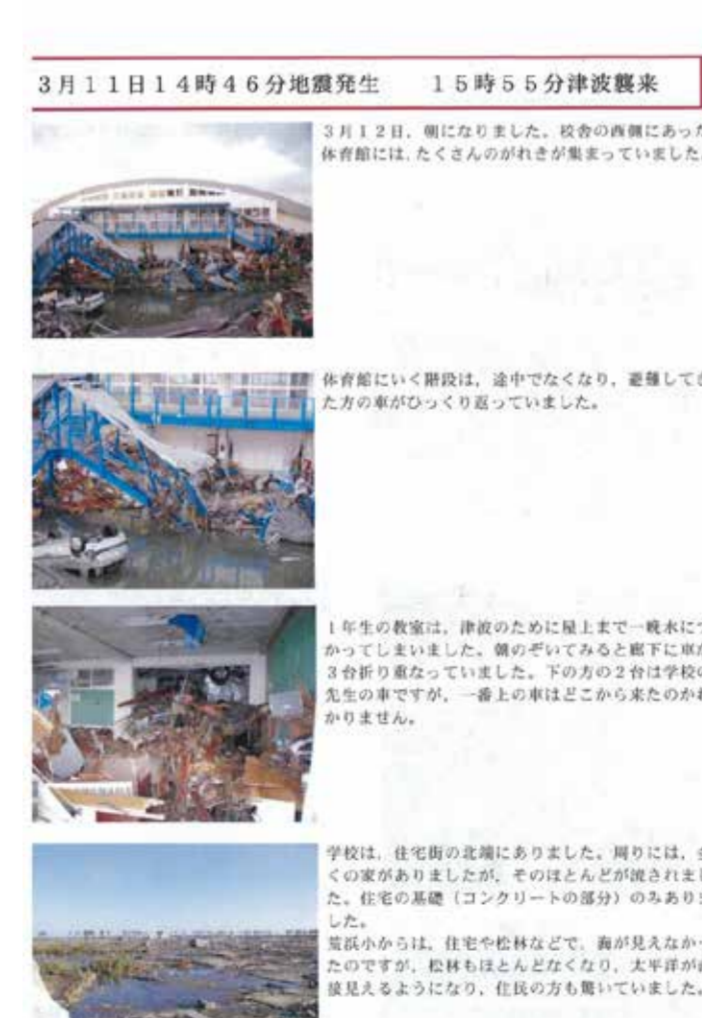 3月11日14時46分地震発生　15時55分津波襲来
3月12日，朝になりました。校舎の西側にあった
体育館には，たくさんのがれきが集まっていました。
体育館にいく階段は，途中でなくなり，避難してき
た方の車がひっくり返っていました。
1年生の教室は，津波のために屋上まで一晩水につ
かってしまいました。朝のぞいてみると廊下に車が
3台折り重なっていました。下の方の2台は学校の
先生の車ですが，一番上の車はどこから来たのかわ
かりません。
学校は，住宅街の北端にありました。周りには，
くの家がありましたが，そのほとんどが流されまし
た。住宅の基礎（コンクリートの部分）のみありま
した。
荒浜小からは，住宅や松林などで，海が見えなかっ
たのですが，松林もほとんどなくなり，太平洋が直
接見えるようになり，住民の方も驚いていました。